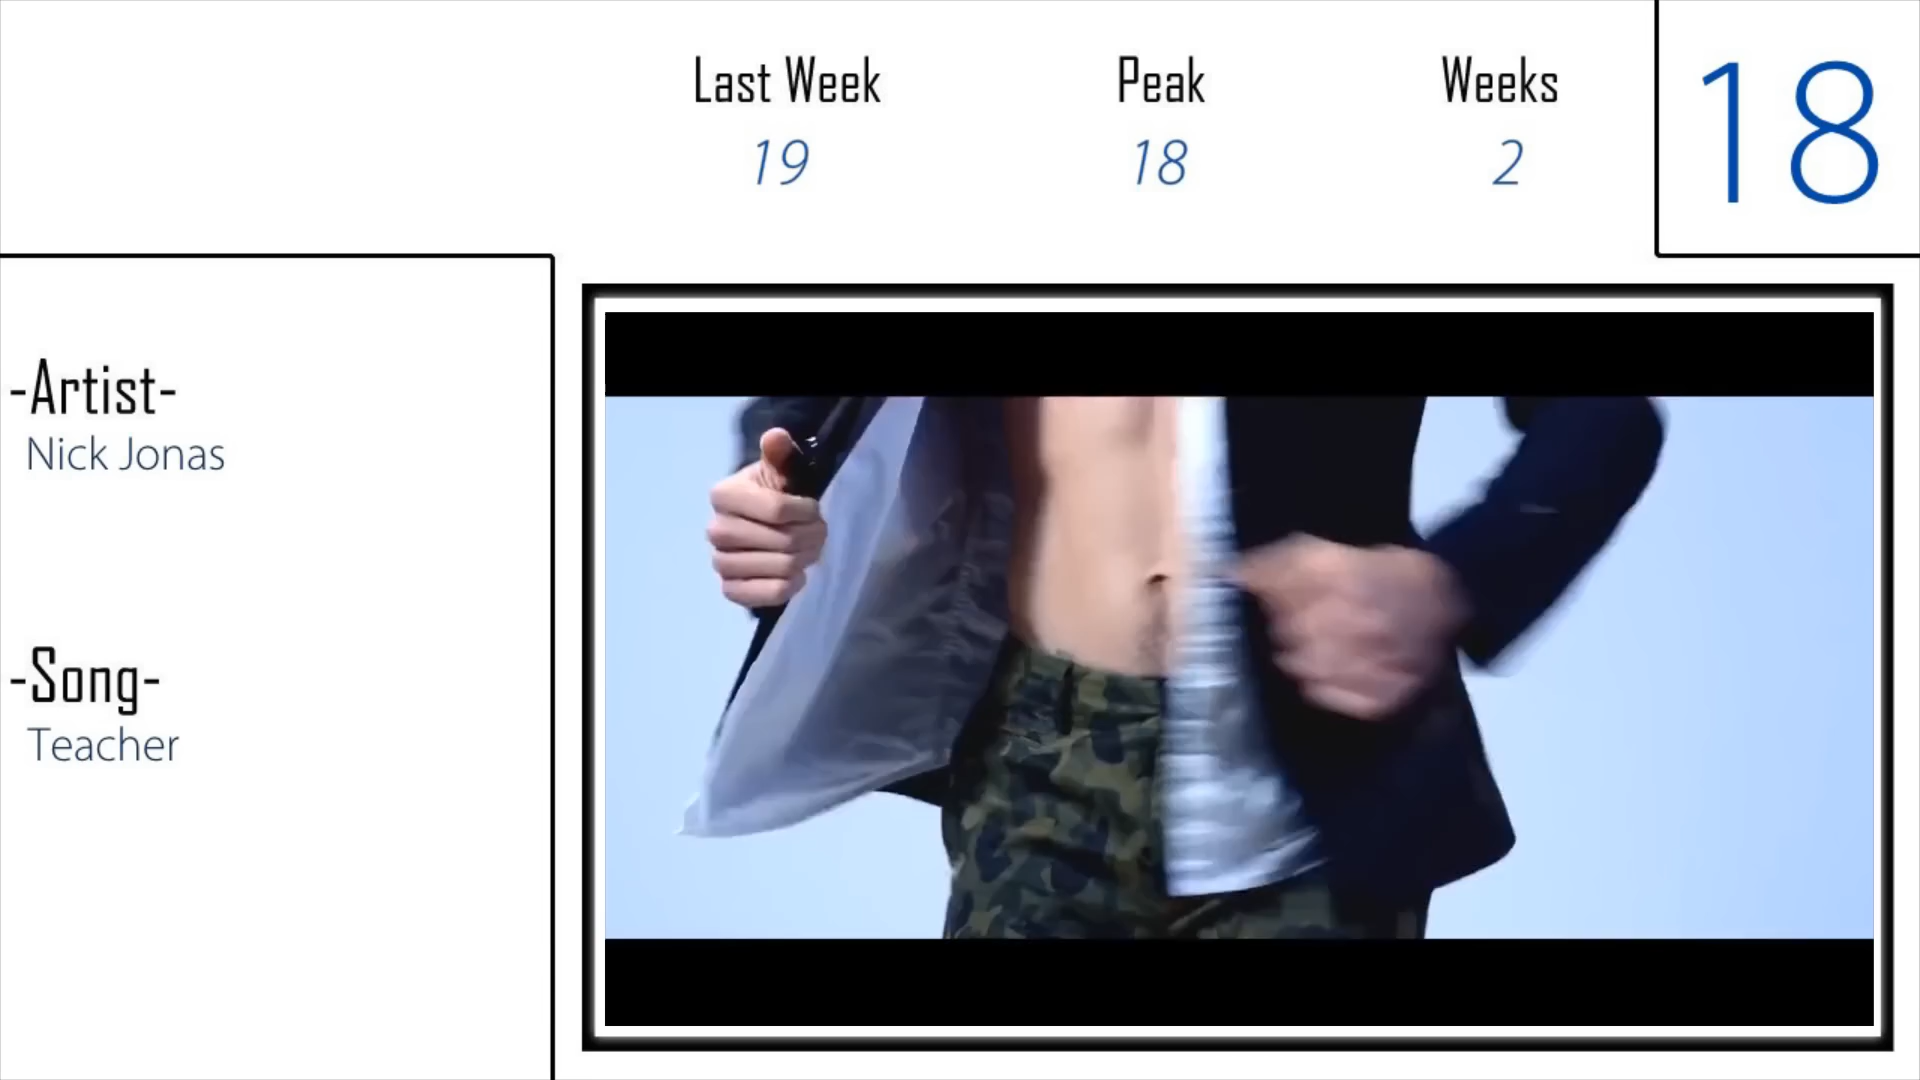 Last Week
Peak
Weeks
18
19
18
2
-Artist-
Nick Jonas
-Song-
Teacher